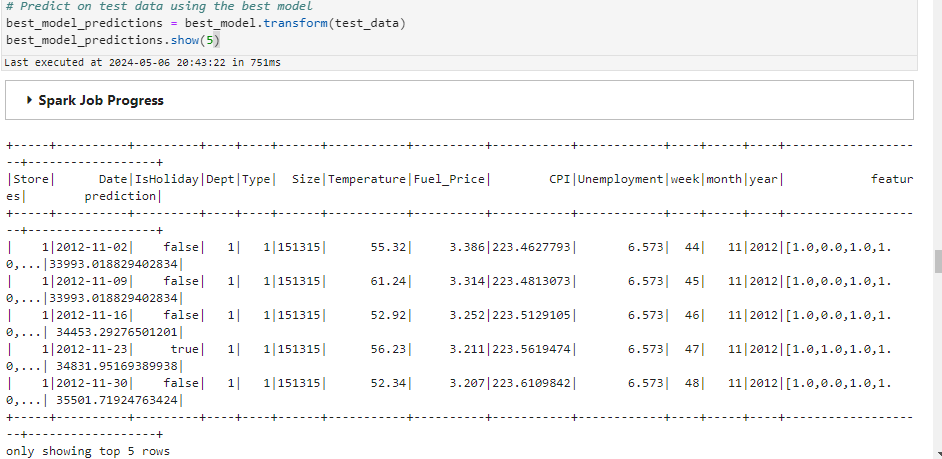 # Predict on test data using the best model
best_model_predictions = best_model.transform(test_data)
best_model_predictions.show(5)
Last executed at 2024-05-06 20:43:22 in 751ms
Spark Job Progress
+-----+----------+---------+----+----+------+-----------+----------+-----------+------------+----+-----+----+------------------
--+------------------+
|Store|      Date|IsHoliday|Dept|Type|  Size|Temperature|Fuel_Price|        CPI|Unemployment|week|month|year|            featur
es|        prediction|
+-----+----------+---------+----+----+------+-----------+----------+-----------+------------+----+-----+----+------------------
--+------------------+
|    1|2012-11-02|    false|   1|   1|151315|      55.32|     3.386|223.4627793|       6.573|  44|   11|2012|[1.0,0.0,1.0,1.
0,...|33993.018829402834|
|    1|2012-11-09|    false|   1|   1|151315|      61.24|     3.314|223.4813073|       6.573|  45|   11|2012|[1.0,0.0,1.0,1.
0,...|33993.018829402834|
|    1|2012-11-16|    false|   1|   1|151315|      52.92|     3.252|223.5129105|       6.573|  46|   11|2012|[1.0,0.0,1.0,1.
0,...| 34453.29276501201|
|    1|2012-11-23|     true|   1|   1|151315|      56.23|     3.211|223.5619474|       6.573|  47|   11|2012|[1.0,1.0,1.0,1.
0,...| 34831.95169389938|
|    1|2012-11-30|    false|   1|   1|151315|      52.34|     3.207|223.6109842|       6.573|  48|   11|2012|[1.0,0.0,1.0,1.
0,...| 35501.71924763424|
+-----+----------+---------+----+----+------+-----------+----------+-----------+------------+----+-----+----+------------------
--+------------------+
only showing top 5 rows